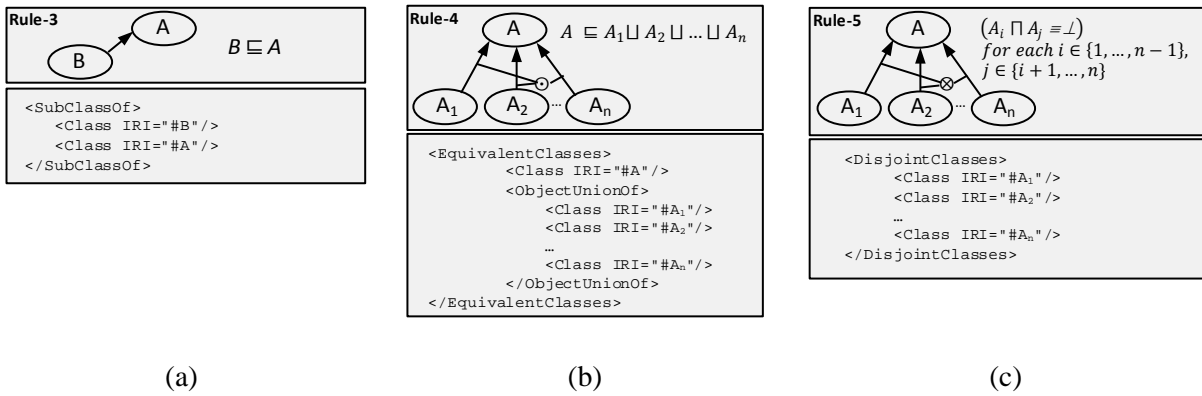 Rule-3
A
B
B ⊑ A
<SubClassOf>
<Class IRI="#B"/>
<Class IRI="#A"/>
</SubClassOf>
(a)
Rule-4
A
A ⊑ A₁⊔ A₂ ⊔ … ⊔ Aₙ
A₁
A₂
...
Aₙ
<EquivalentClasses>
<Class IRI="#A"/>
<ObjectUnionOf>
<Class IRI="#A₁"/>
<Class IRI="#A₂"/>
…
<Class IRI="#Aₙ"/>
</ObjectUnionOf>
</EquivalentClasses>
(b)
Rule-5
A
(Aᵢ ⊓ Aⱼ ≡⊥)
for each i ∈ {1, … , n − 1},
j ∈ {i + 1, … , n}
A₁
A₂
...
Aₙ
<DisjointClasses>
<Class IRI="#A₁"/>
<Class IRI="#A₂"/>
…
<Class IRI="#Aₙ"/>
</DisjointClasses>
(c)